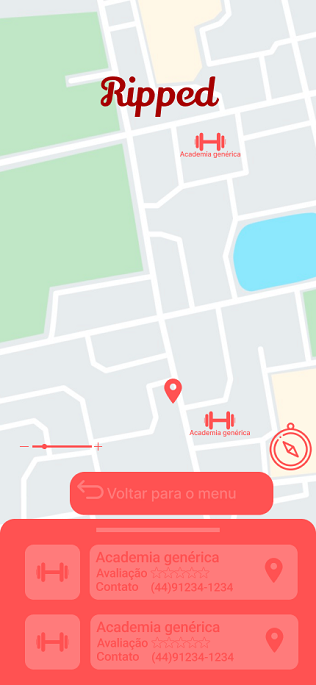 Ripped
Academia genérica
Academia genérica
Voltar para o menu
Academia genérica
Avaliação
Contato (44)91234-1234
Academia genérica
Avaliação
Contato (44)91234-1234